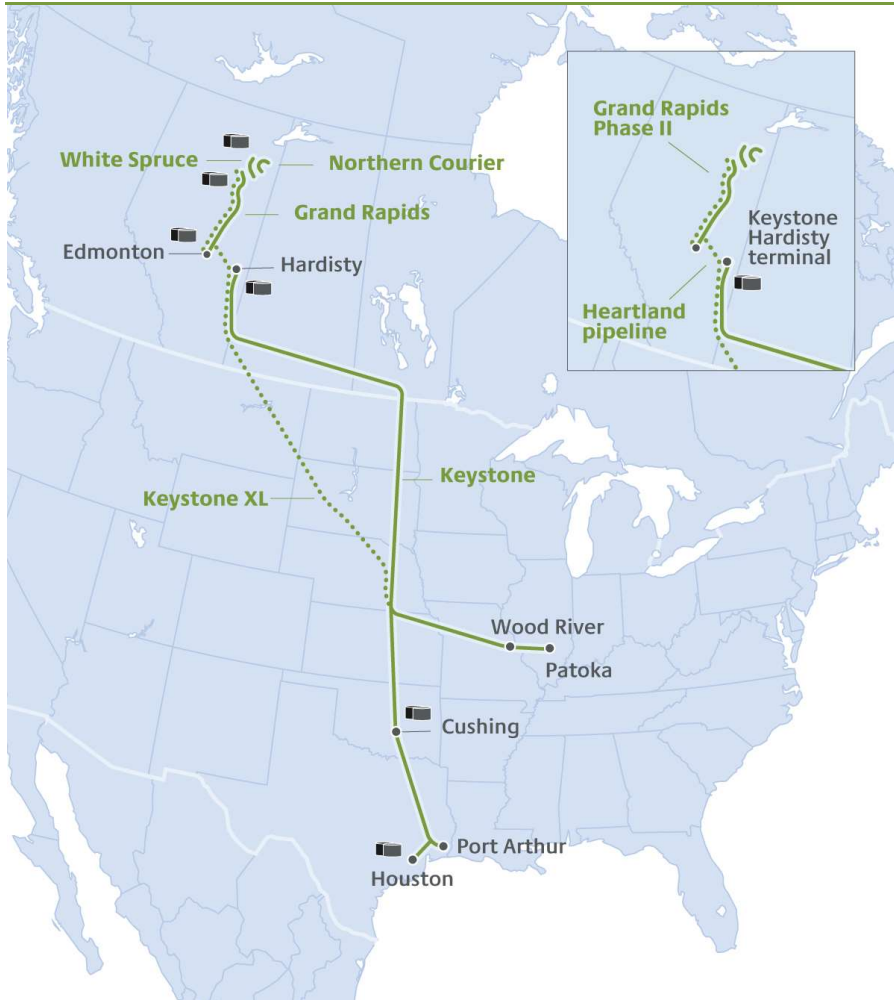 White Spruce
Northern Courier
Grand Rapids
Edmonton
Hardisty
Grand Rapids
Phase II
Keystone
Hardisty
terminal
Heartland
pipeline
Keystone XL
Keystone
Wood River
Patoka
Cushing
Port Arthur
Houston